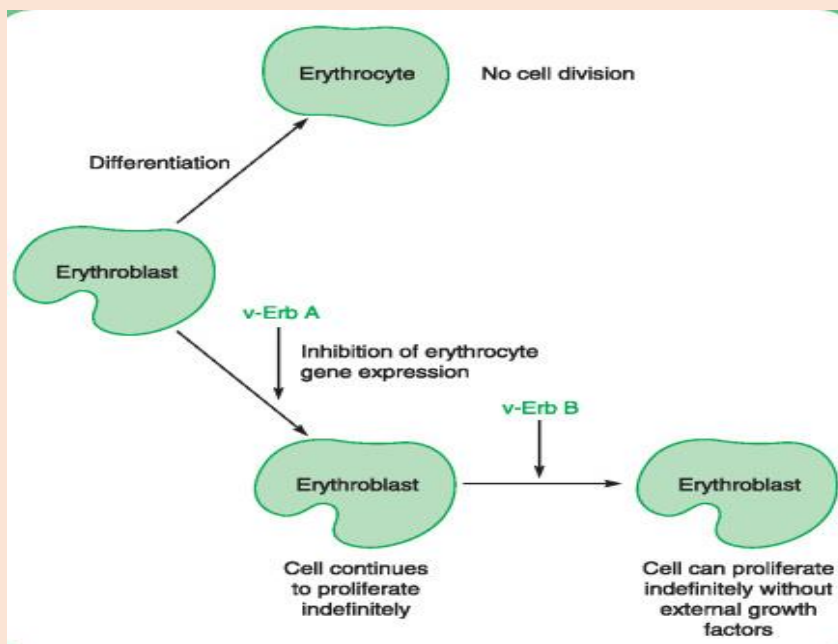 Erythrocyte
No cell division
Differentiation
Erythroblast
v-Erb A
Inhibition of erythrocyte
gene expression
v-Erb B
Erythroblast
Erythroblast
Cell continues
to proliferate
indefinitely
Cell can proliferate
indefinitely without
external growth
factors